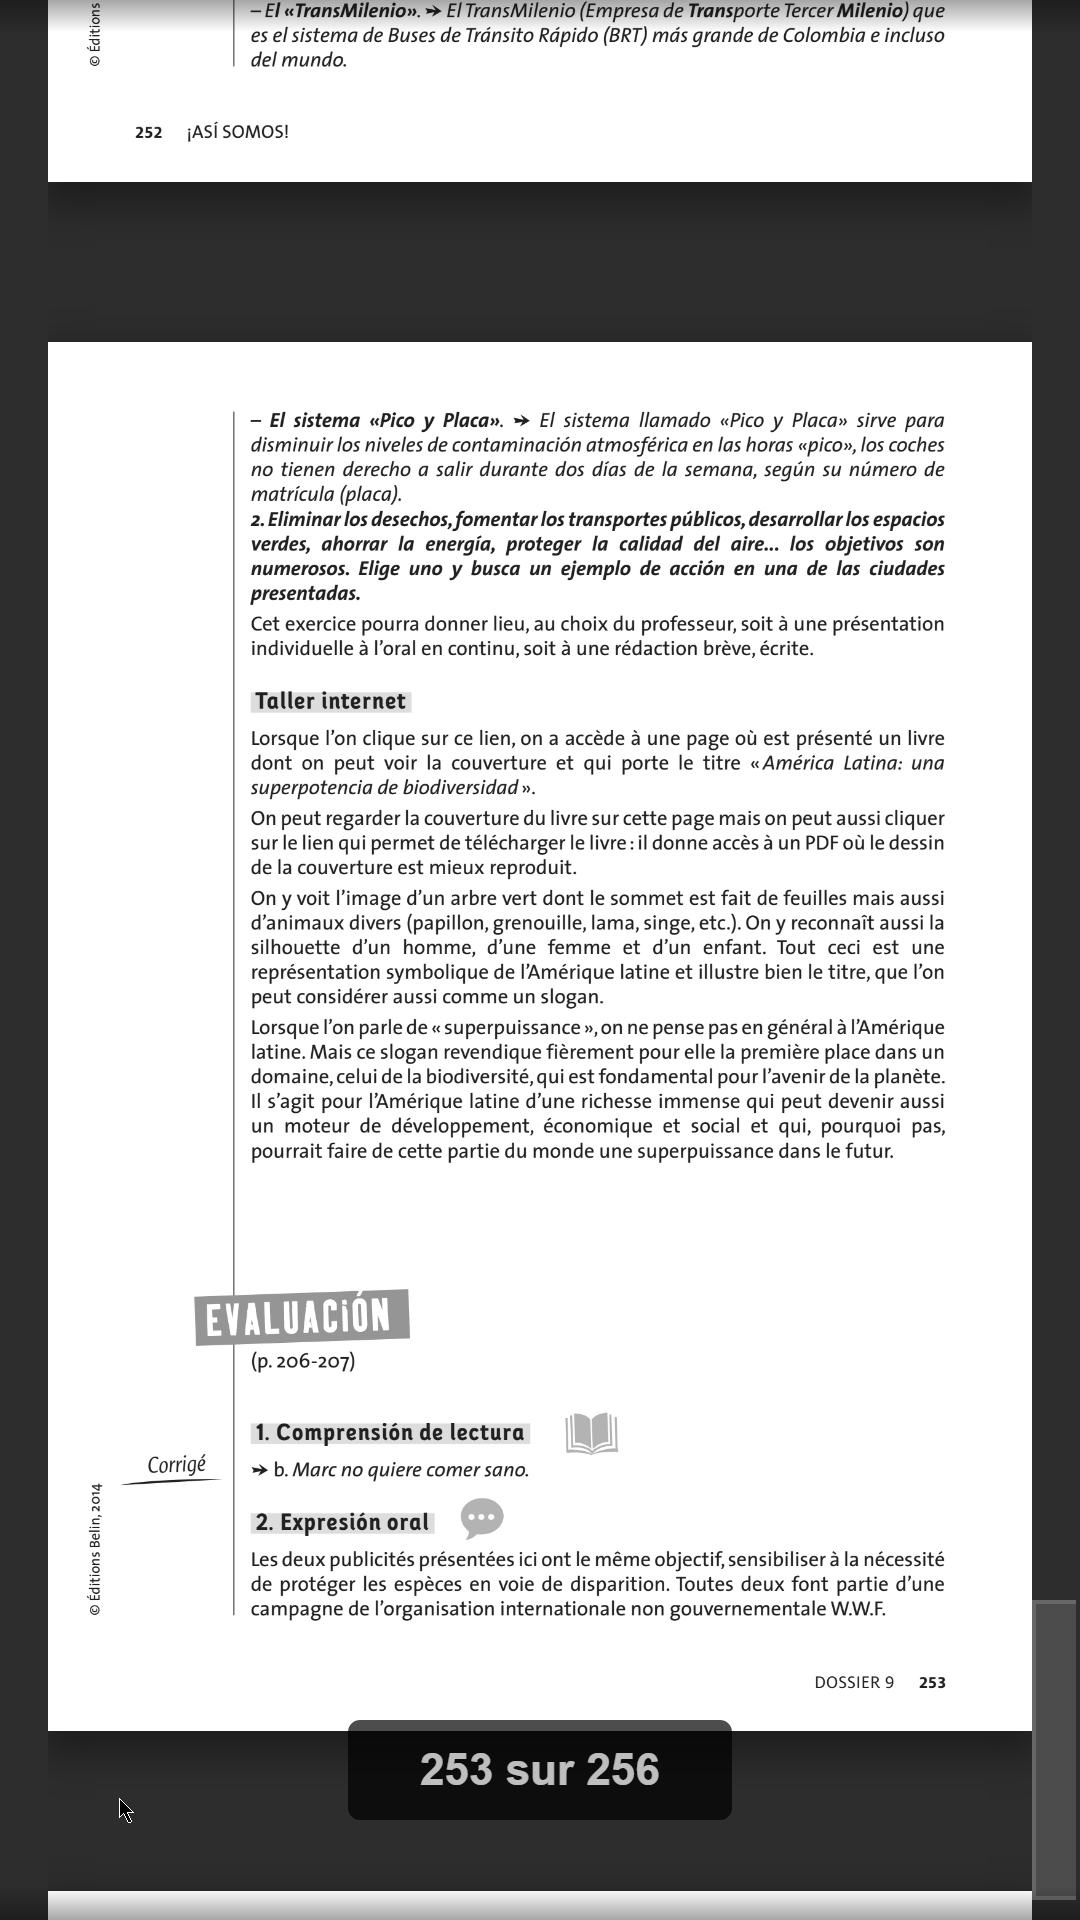 – El «TransMilenio». ➔ El TransMilenio (Empresa de Transporte Tercer Milenio) que
es el sistema de Buses de Tránsito Rápido (BRT) más grande de Colombia e incluso
del mundo.
© Éditions
252 ¡ASÍ SOMOS!
– El sistema «Pico y Placa». ➔ El sistema llamado «Pico y Placa» sirve para
disminuir los niveles de contaminación atmosférica en las horas «pico», los coches
no tienen derecho a salir durante dos días de la semana, según su número de
matrícula (placa).
2. Eliminar los desechos, fomentar los transportes públicos, desarrollar los espacios
verdes, ahorrar la energía, proteger la calidad del aire... los objetivos son
numerosos. Elige uno y busca un ejemplo de acción en una de las ciudades
presentadas.
Cet exercice pourra donner lieu, au choix du professeur, soit à une présentation
individuelle à l’oral en continu, soit à une rédaction brève, écrite.
Taller internet
Lorsque l’on clique sur ce lien, on a accède à une page où est présenté un livre
dont on peut voir la couverture et qui porte le titre « América Latina: una
superpotencia de biodiversidad ».
On peut regarder la couverture du livre sur cette page mais on peut aussi cliquer
sur le lien qui permet de télécharger le livre : il donne accès à un PDF où le dessin
de la couverture est mieux reproduit.
On y voit l’image d’un arbre vert dont le sommet est fait de feuilles mais aussi
d’animaux divers (papillon, grenouille, lama, singe, etc.). On y reconnaît aussi la
silhouette d’un homme, d’une femme et d’un enfant. Tout ceci est une
représentation symbolique de l’Amérique latine et illustre bien le titre, que l’on
peut considérer aussi comme un slogan.
Lorsque l’on parle de « superpuissance », on ne pense pas en général à l’Amérique
latine. Mais ce slogan revendique fièrement pour elle la première place dans un
domaine, celui de la biodiversité, qui est fondamental pour l’avenir de la planète.
Il s’agit pour l’Amérique latine d’une richesse immense qui peut devenir aussi
un moteur de développement, économique et social et qui, pourquoi pas,
pourrait faire de cette partie du monde une superpuissance dans le futur.
EVALUACiÓN
(p. 206-207)
1. Comprensión de lectura
Corrigé
➔ b. Marc no quiere comer sano.
2. Expresión oral
Les deux publicités présentées ici ont le même objectif, sensibiliser à la nécessité
de protéger les espèces en voie de disparition. Toutes deux font partie d’une
campagne de l’organisation internationale non gouvernementale W.W.F.
© Éditions Belin, 2014
DOSSIER 9 253
253 sur 256